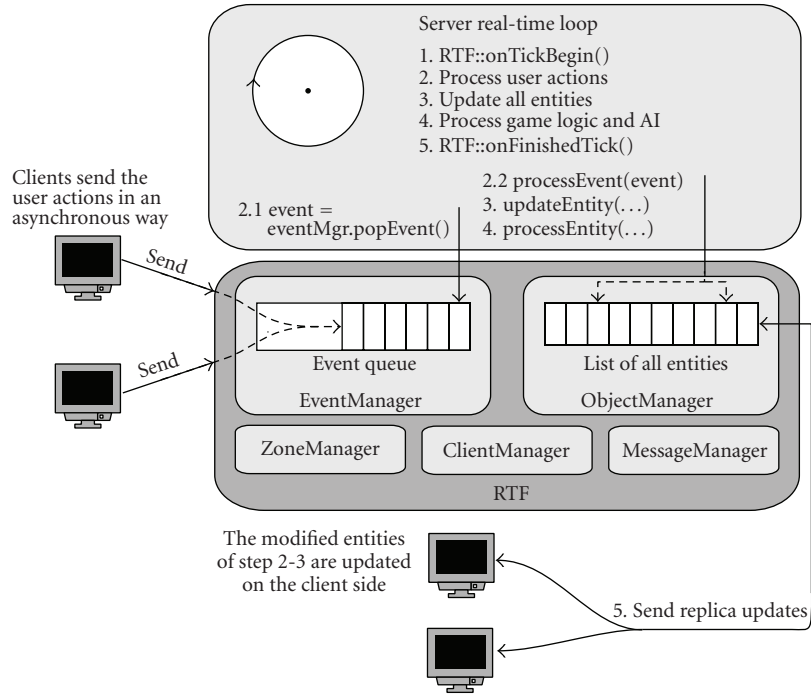 Server real-time loop
1. RTF::onTickBegin()
2. Process user actions
3. Update all entities
4. Process game logic and AI
5. RTF::onFinishedTick()
Clients send the
user actions in an
asynchronous way
2.1 event =
eventMgr.popEvent()
2.2 processEvent(event)
3. updateEntity(...)
4. processEntity(...)
Send
Send
Event queue
EventManager
List of all entities
ObjectManager
ZoneManager
ClientManager
MessageManager
RTF
The modified entities
of step 2-3 are updated
on the client side
5. Send replica updates